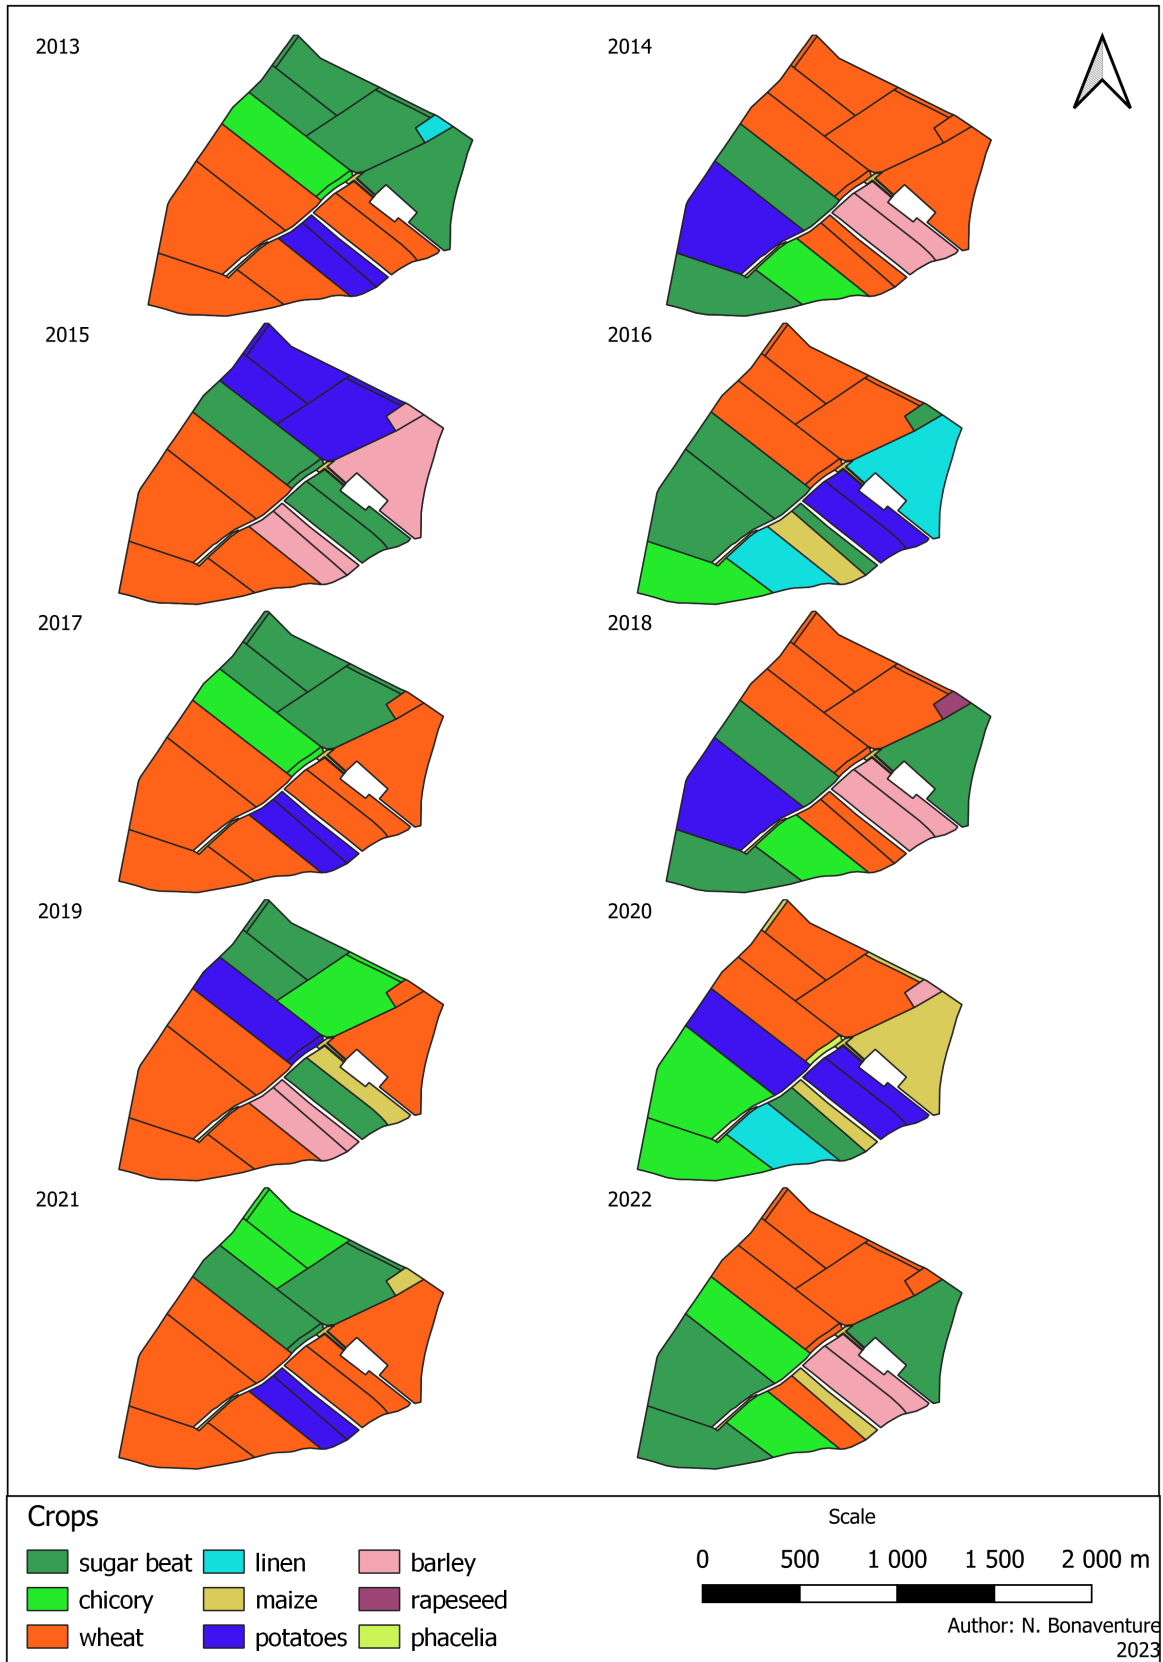 2013
2014
2015
2016
2017
2018
2019
2020
2021
2022
Crops
sugar beat
linen
barley
chicory
maize
rapeseed
wheat
potatoes
phacelia
Scale
0 500 1 000 1 500 2 000 m
Author: N. Bonaventure
2023